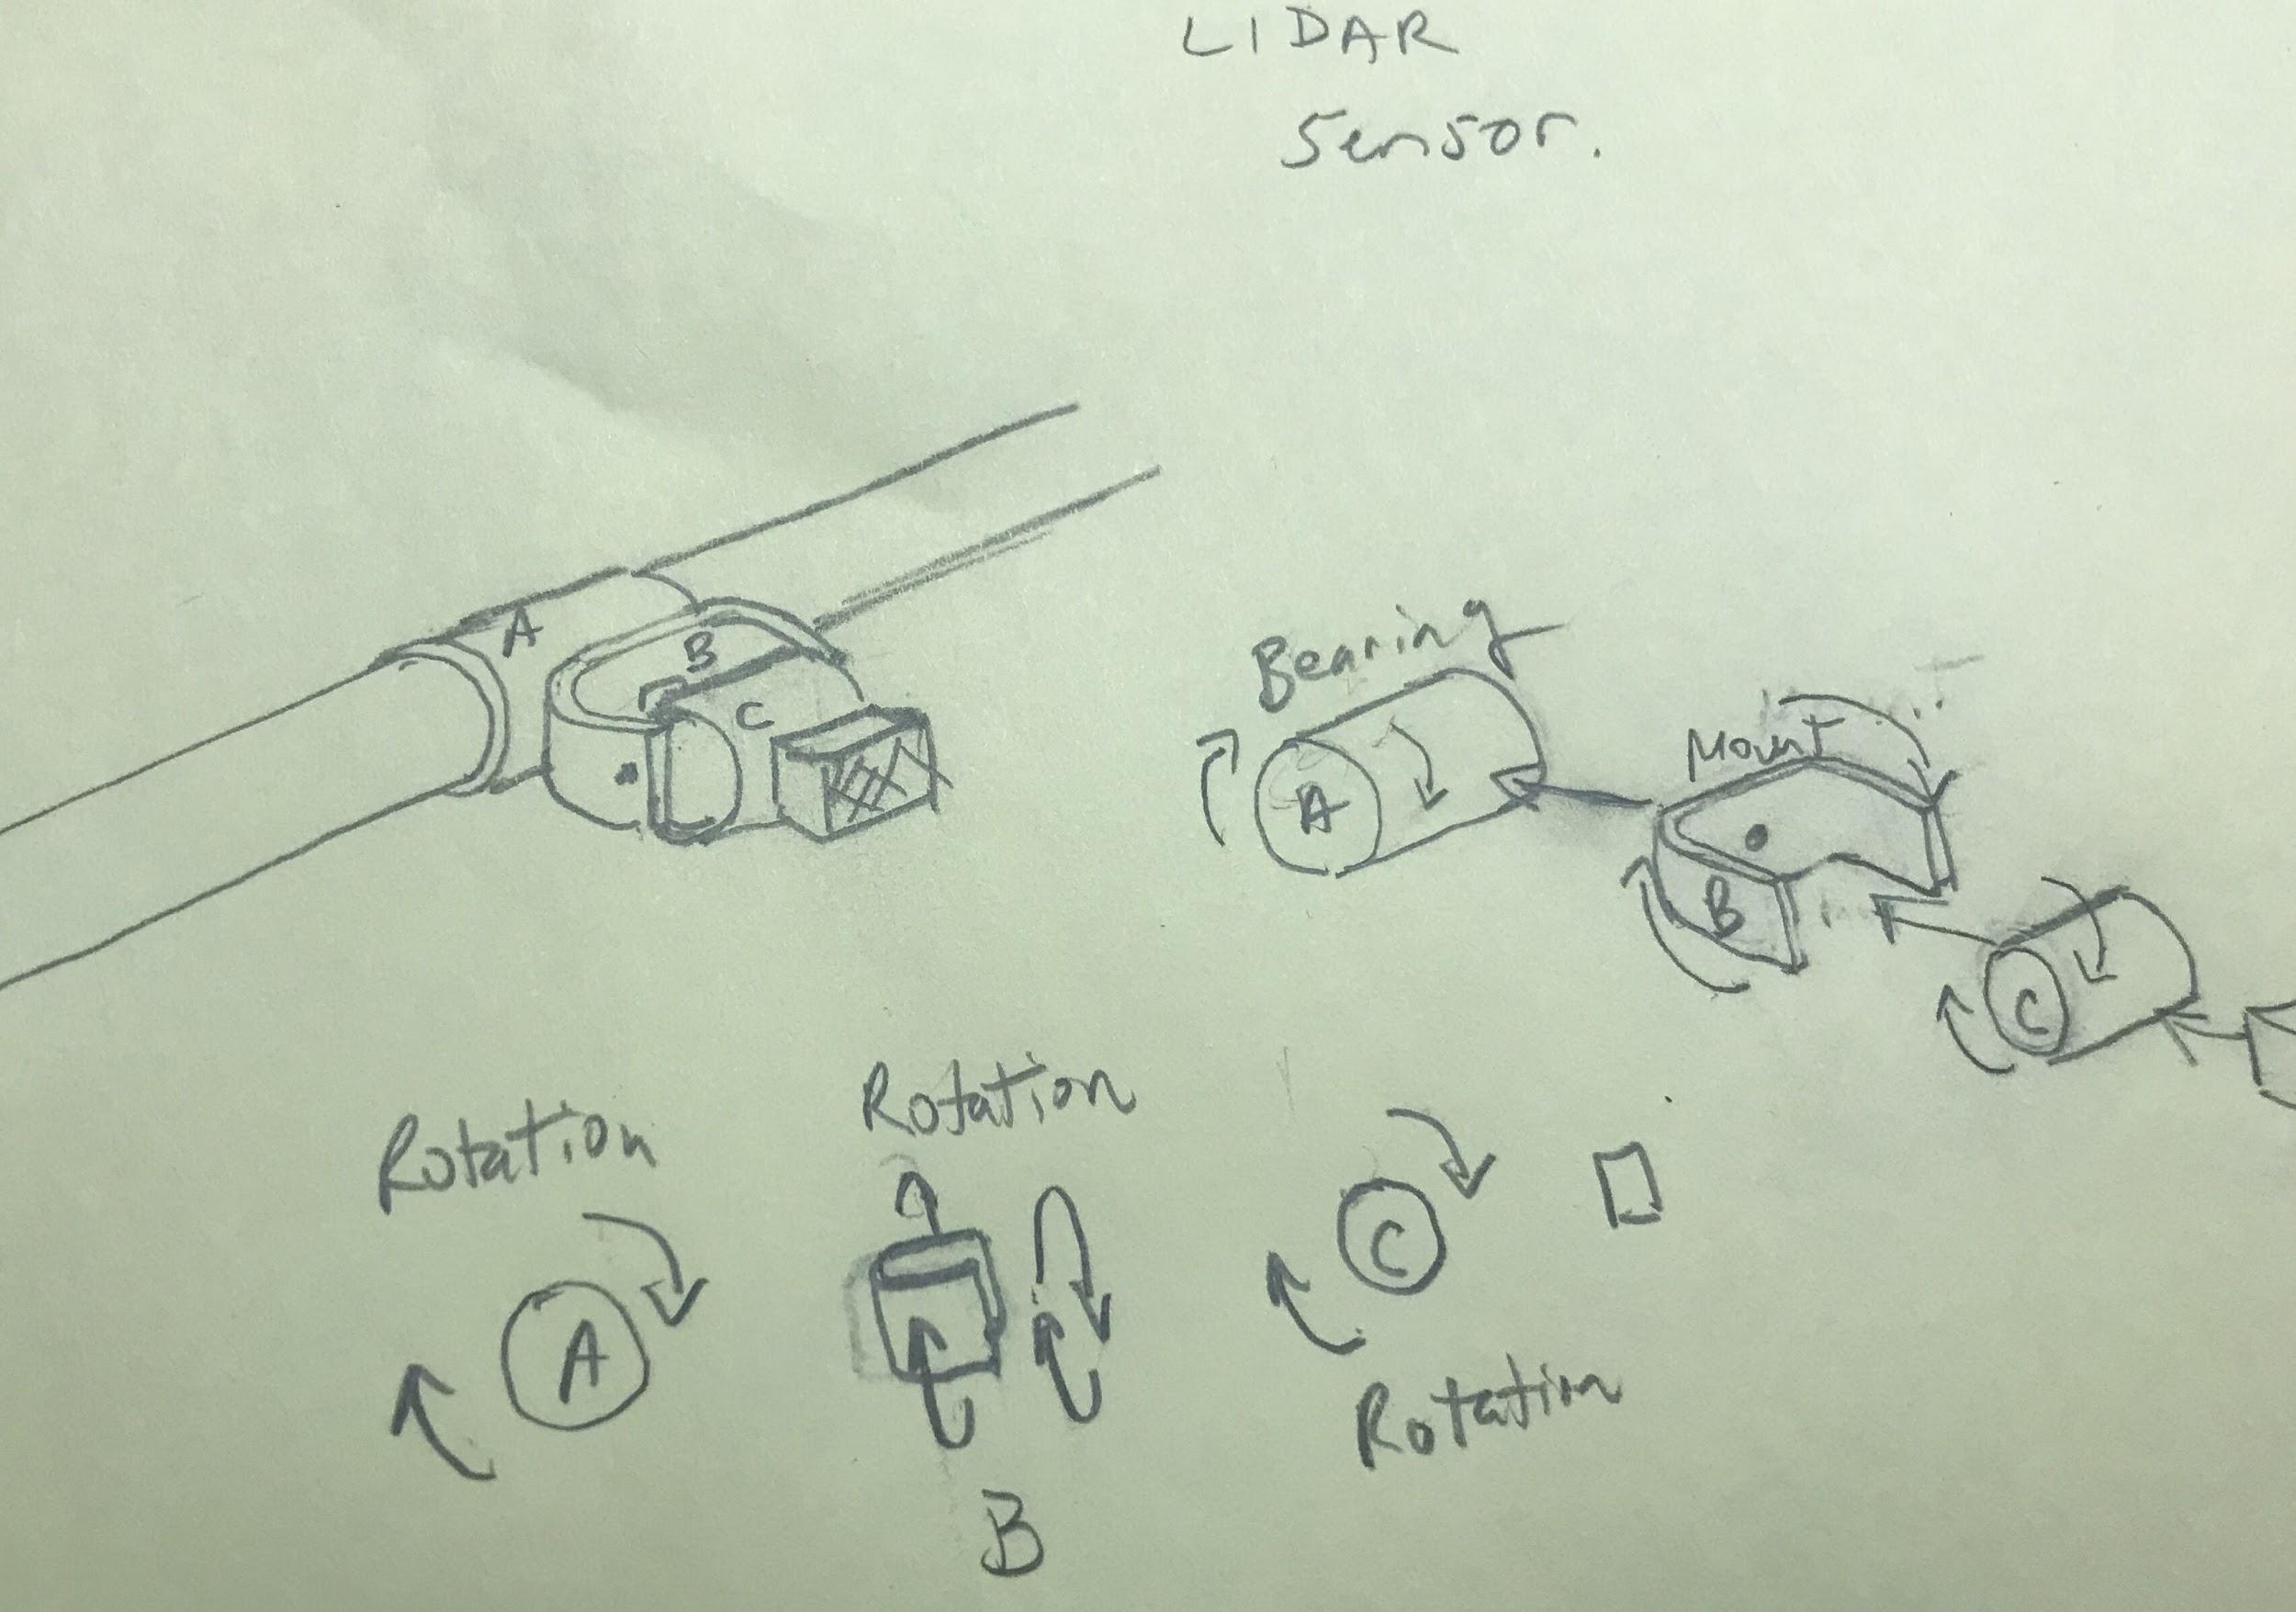 LIDAR
Sensor.
A
B
C
Bearing
A
Mount
B
C
Rotation
A
Rotation
B
C
Rotation